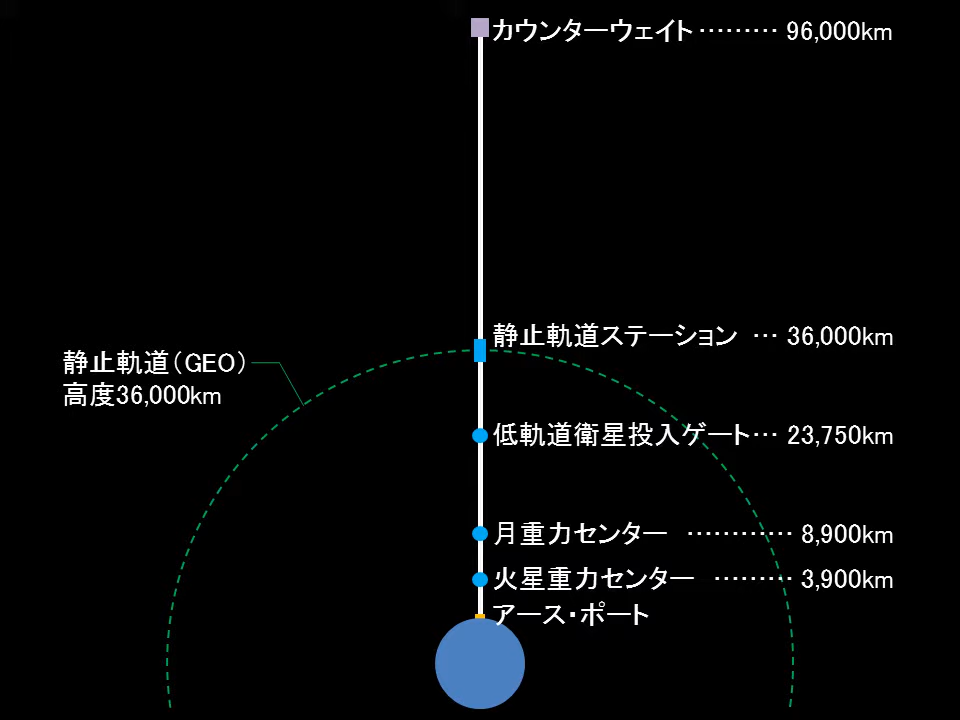 カウンターウェイト ……… 96,000km
静止軌道ステーション … 36,000km
静止軌道（GEO）
高度36,000km
低軌道衛星投入ゲート… 23,750km
月重力センター ………… 8,900km
火星重力センター ……… 3,900km
アース・ポート